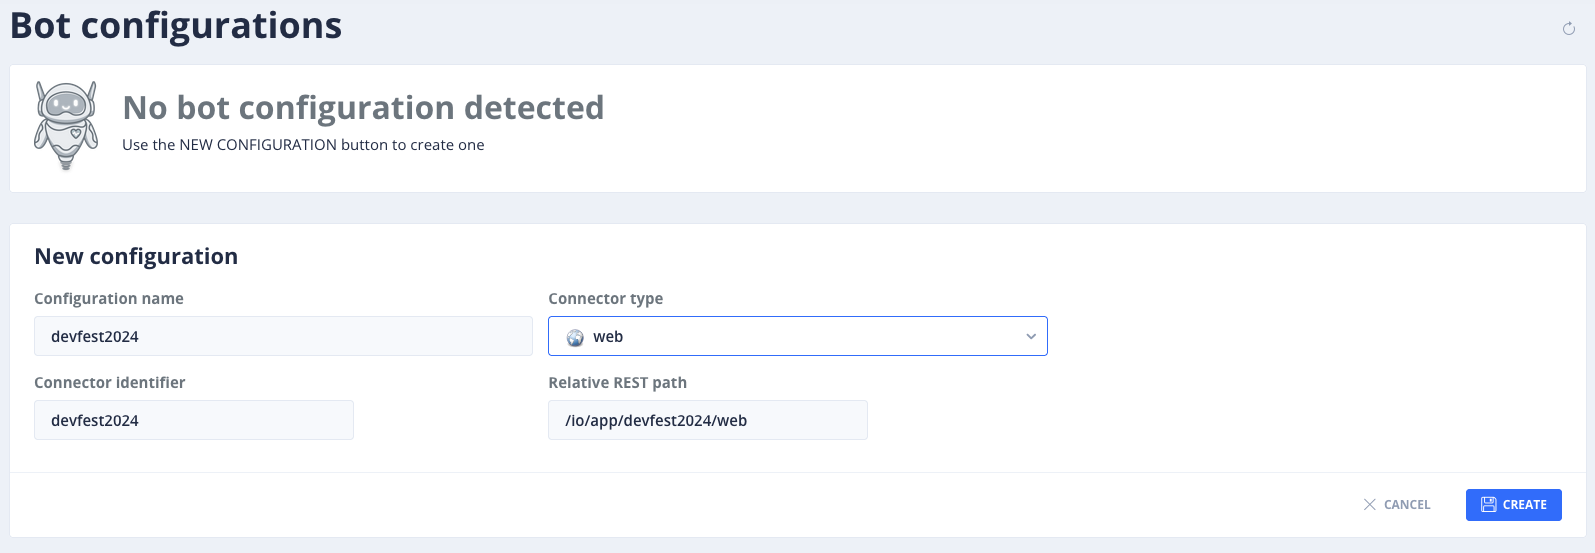 Bot configurations
No bot configuration detected
Use the NEW CONFIGURATION button to create one
New configuration
Configuration name
Connector type
devfest2024
web
Connector identifier
Relative REST path
devfest2024
/io/app/devfest2024/web
CANCEL
CREATE